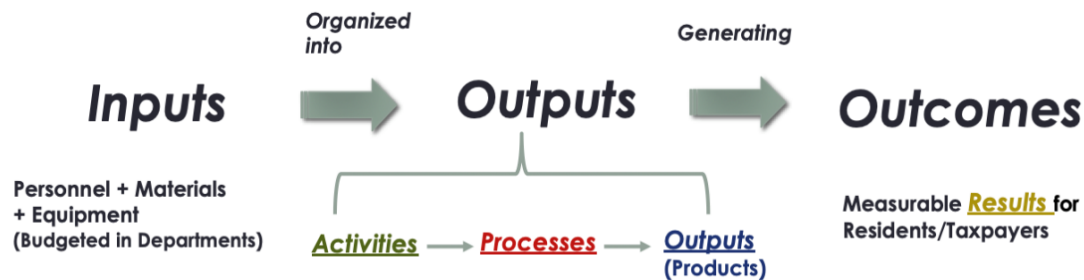 Organized
into
Generating
Inputs
Outputs
Outcomes
Personnel + Materials
+ Equipment
(Budgeted in Departments)
Activities
Processes
Outputs
(Products)
Measurable Results for
Residents/Taxpayers